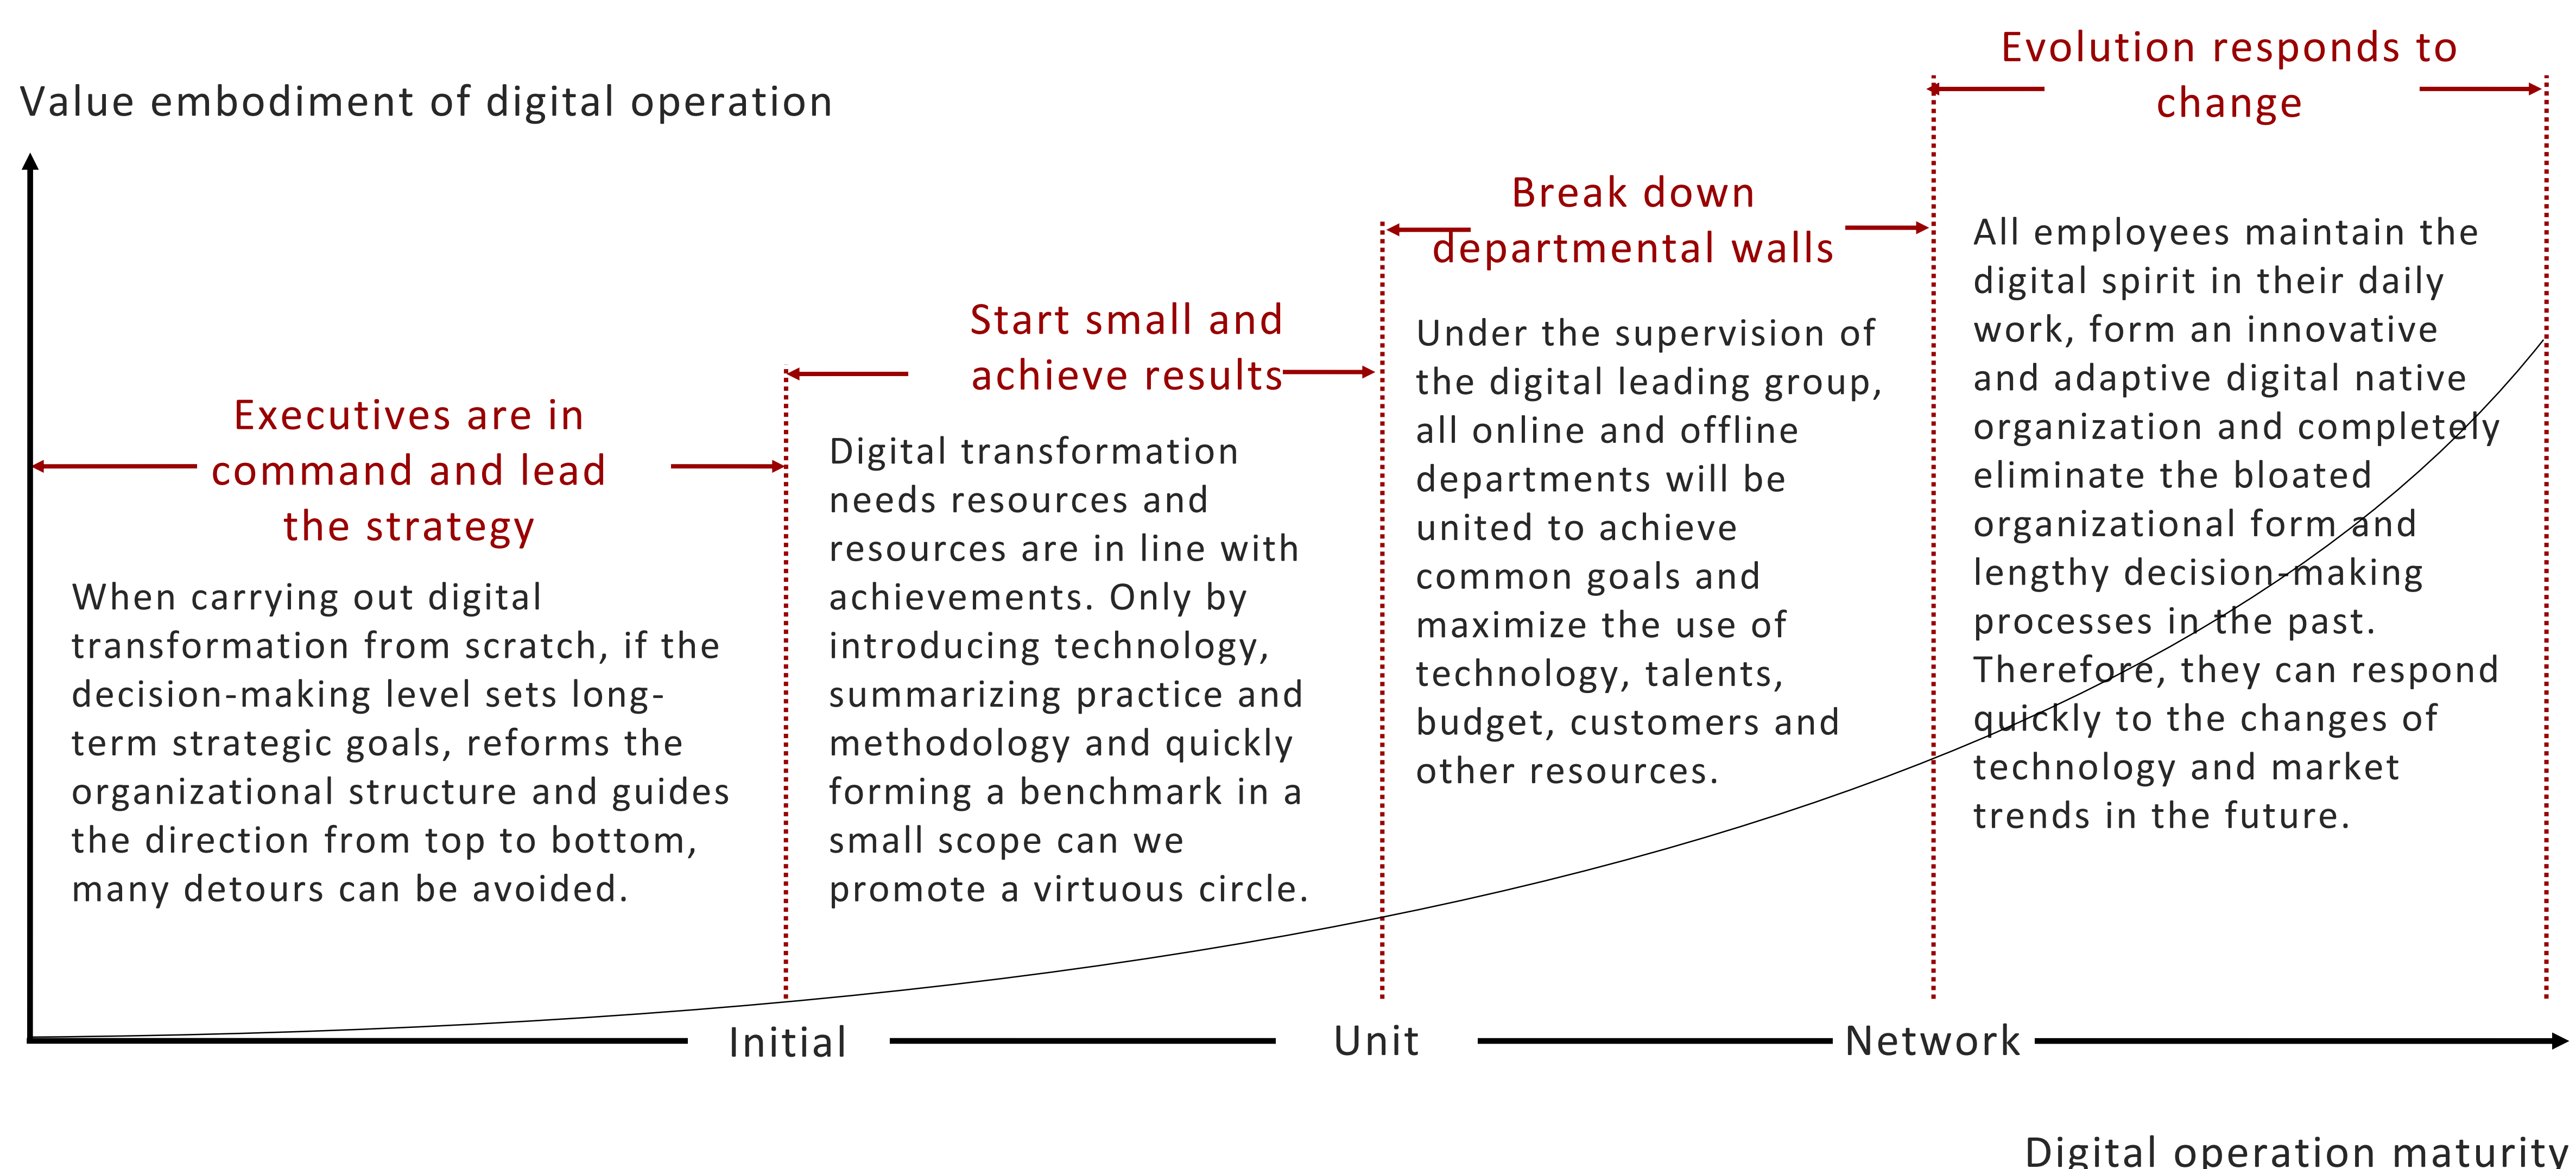 Value embodiment of digital operation
Executives are in
command and lead
the strategy
When carrying out digital
transformation from scratch, if the
decision-making level sets long-
term strategic goals, reforms the
organizational structure and guides
the direction from top to bottom,
many detours can be avoided.
Start small and
achieve results
Digital transformation
needs resources and
resources are in line with
achievements. Only by
introducing technology,
summarizing practice and
methodology and quickly
forming a benchmark in a
small scope can we
promote a virtuous circle.
Break down
departmental walls
Under the supervision of
the digital leading group,
all online and offline
departments will be
united to achieve
common goals and
maximize the use of
technology, talents,
budget, customers and
other resources.
Evolution responds to
change
All employees maintain the
digital spirit in their daily
work, form an innovative
and adaptive digital native
organization and completely
eliminate the bloated
organizational form and
lengthy decision-making
processes in the past.
Therefore, they can respond
quickly to the changes of
technology and market
trends in the future.
Initial
Unit
Network
Digital operation maturity